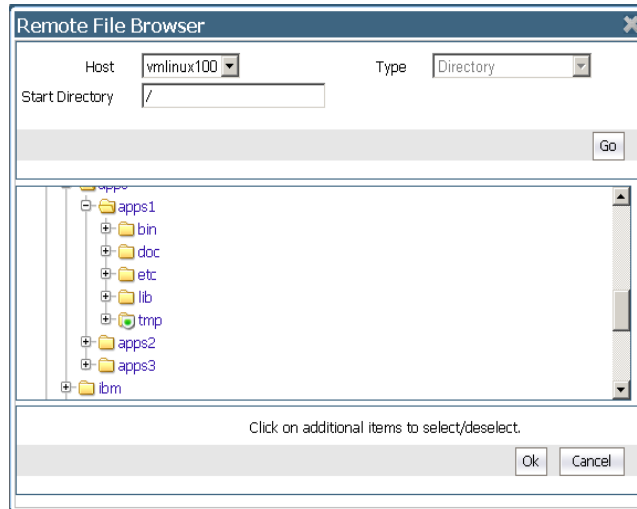 Remote File Browser
Host vmlinux100 Type Directory
Start Directory /
Go
apps1
bin
doc
etc
lib
tmp
apps2
apps3
ibm
Click on additional items to select/deselect.
Ok Cancel